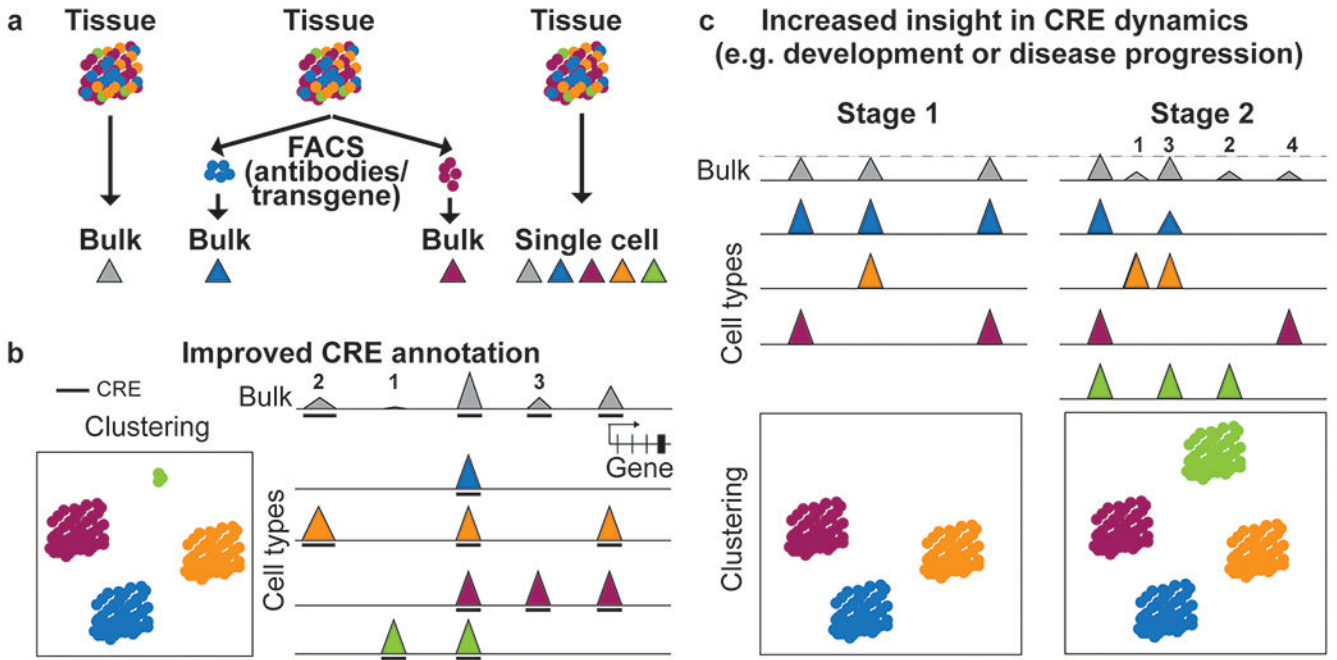 a
Tissue
Tissue
Tissue
FACS
(antibodies/
transgene)
Bulk
Bulk
Bulk
Single cell
b
Improved CRE annotation
CRE
Clustering
Bulk
2
1
3
Gene
Cell types
c
Increased insight in CRE dynamics
(e.g. development or disease progression)
Stage 1
Stage 2
Bulk
1
3
2
4
Cell types
Clustering